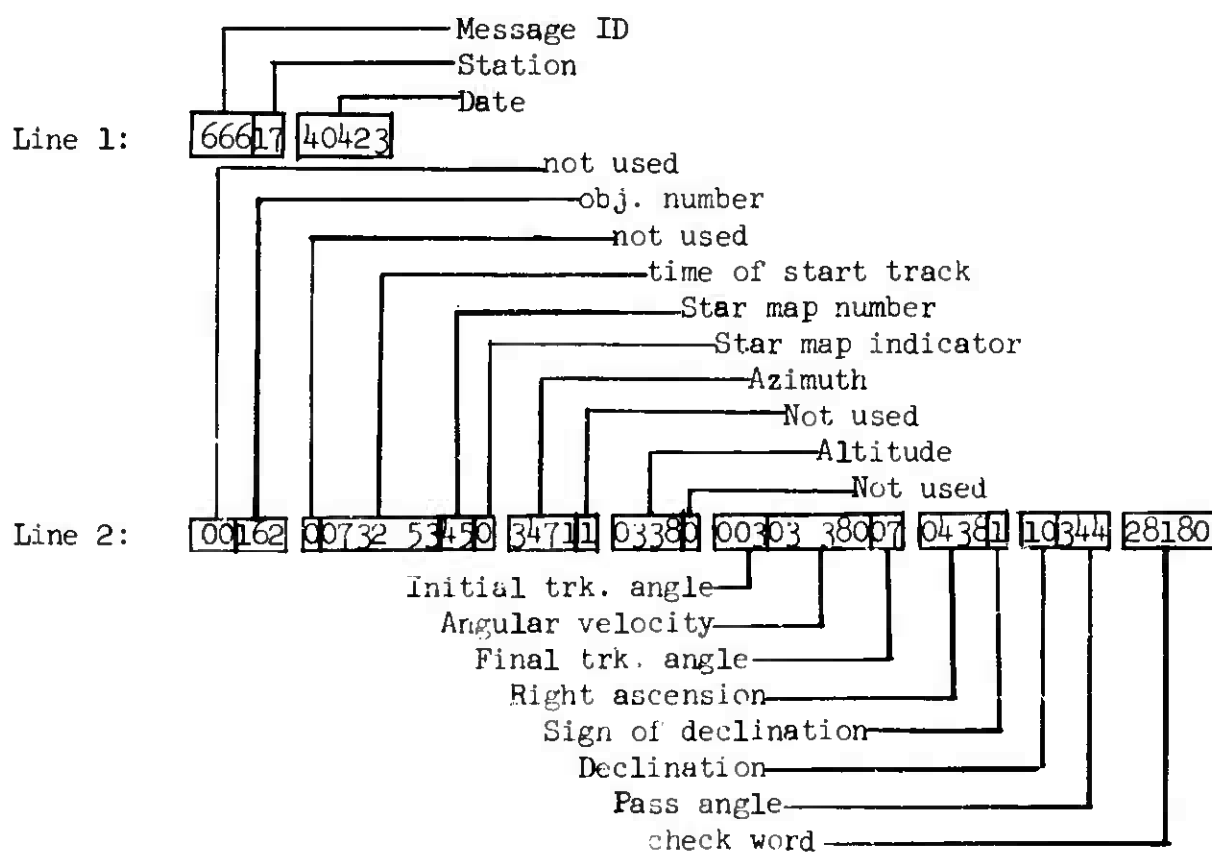 Message ID
Station
Date
Line 1: 66617 40423
not used
obj. number
not used
time of start track
Star map number
Star map indicator
Azimuth
Not used
Altitude
Not used
Line 2: 00162 00732 53450 34711 03380 00303 38007 04381 10344 28180
Initial trk. angle
Angular velocity
Final trk. angle
Right ascension
Sign of declination
Declination
Pass angle
check word